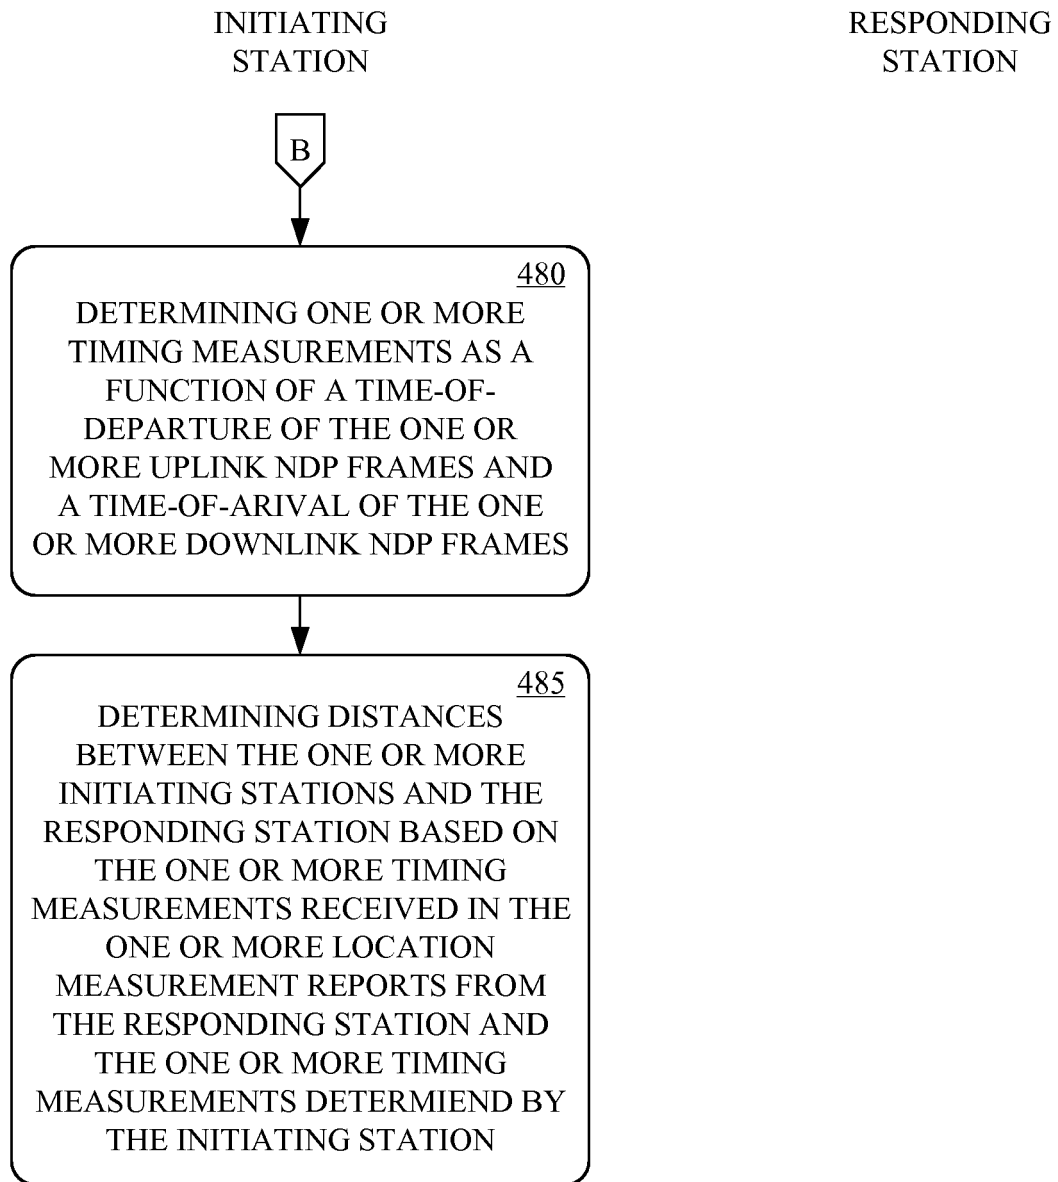 INITIATING
STATION
RESPONDING
STATION
B
480
DETERMINING ONE OR MORE
TIMING MEASUREMENTS AS A
FUNCTION OF A TIME-OF-
DEPARTURE OF THE ONE OR
MORE UPLINK NDP FRAMES AND
A TIME-OF-ARIVAL OF THE ONE
OR MORE DOWNLINK NDP FRAMES
485
DETERMINING DISTANCES
BETWEEN THE ONE OR MORE
INITIATING STATIONS AND THE
RESPONDING STATION BASED ON
THE ONE OR MORE TIMING
MEASUREMENTS RECEIVED IN THE
ONE OR MORE LOCATION
MEASUREMENT REPORTS FROM
THE RESPONDING STATION AND
THE ONE OR MORE TIMING
MEASUREMENTS DETERMIEND BY
THE INITIATING STATION